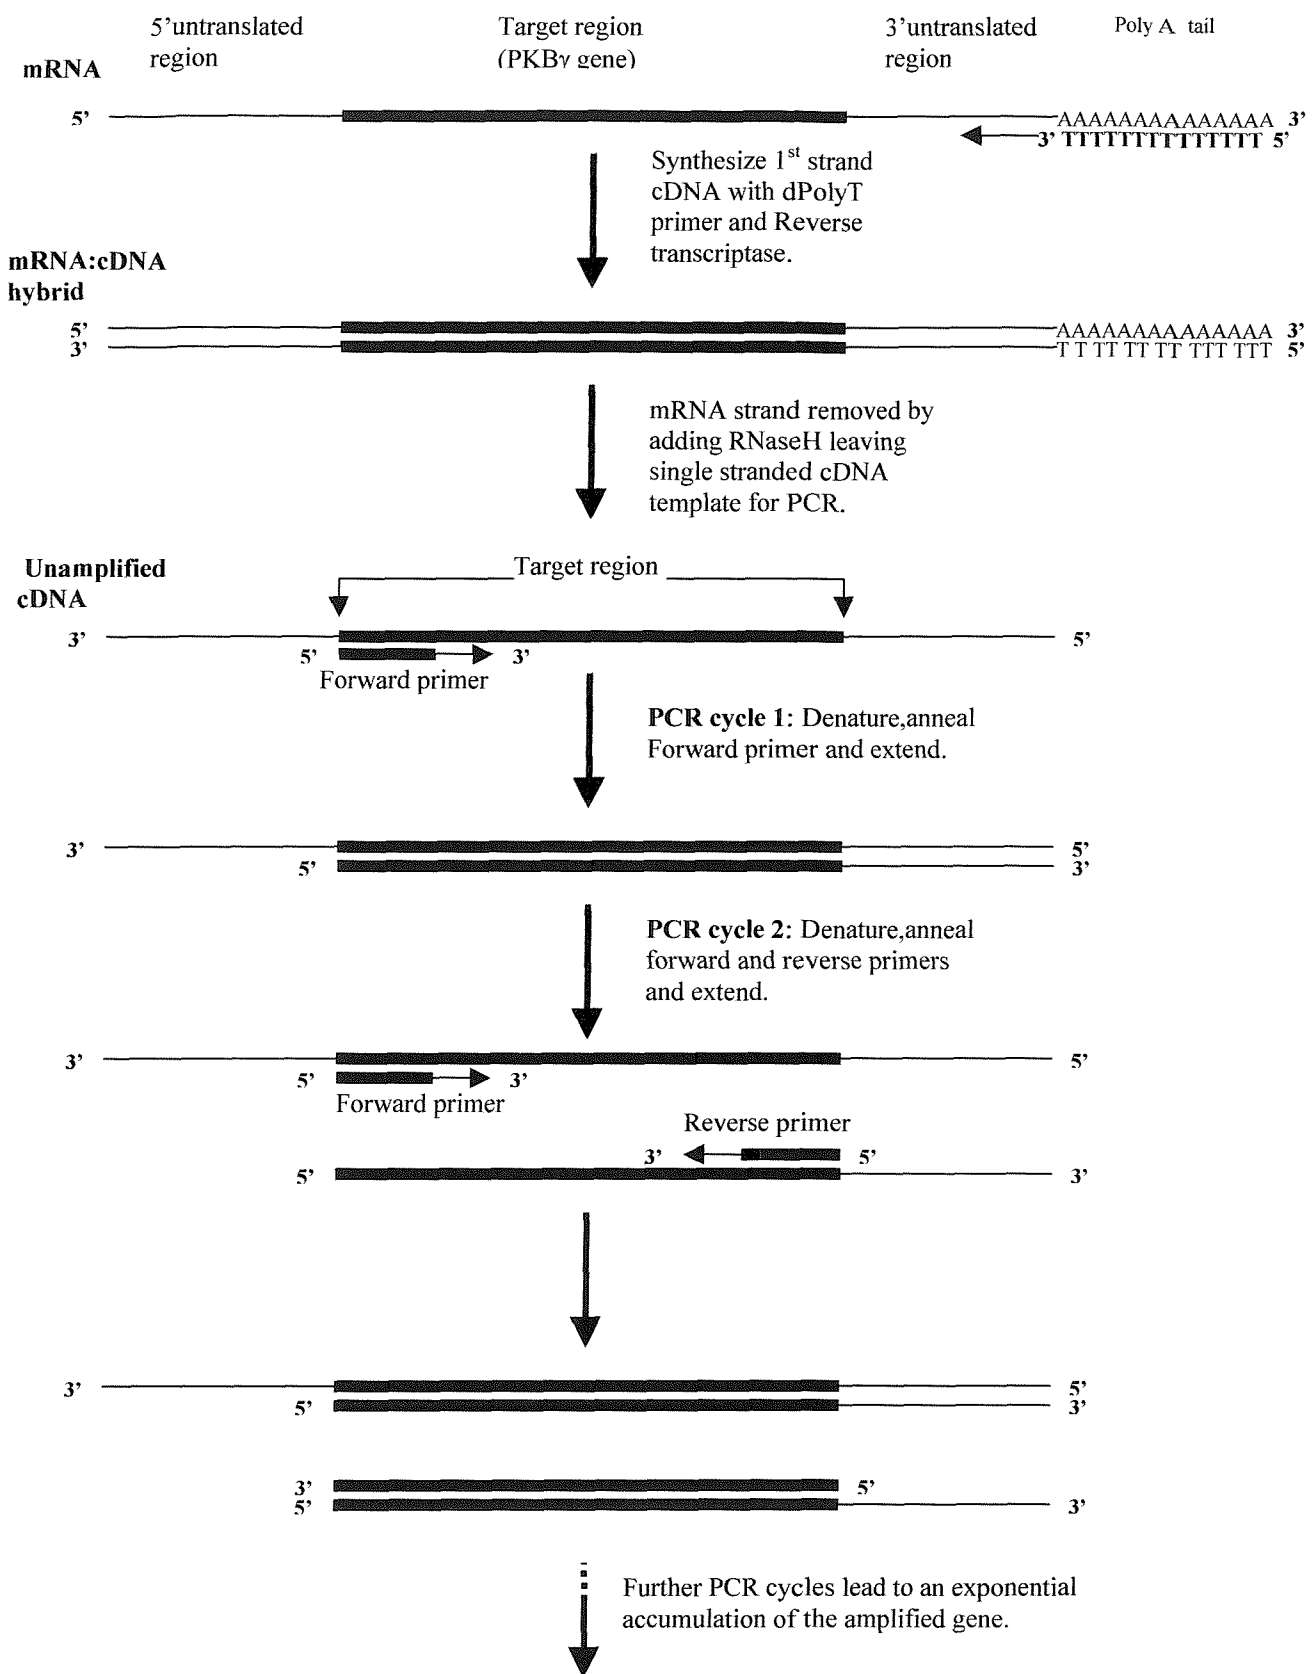 5’untranslated
region
Target region
(PKBγ gene)
3’untranslated
region
Poly A tail
mRNA
5’
AAAAAAAAAAAAAA 3’
3’ TTTTTTTTTTTTTT 5’
Synthesize 1st strand
cDNA with dPolyT
primer and Reverse
transcriptase.
mRNA:cDNA
hybrid
5’
AAAAAAAAAAAAAA 3’
3’
T T TT TT TT TTT TTT 5’
mRNA strand removed by
adding RNaseH leaving
single stranded cDNA
template for PCR.
Unamplified
cDNA
Target region
3’ 5’
5’ 3’
Forward primer
PCR cycle 1: Denature,anneal
Forward primer and extend.
3’ 5’
5’ 3’
PCR cycle 2: Denature,anneal
forward and reverse primers
and extend.
3’ 5’
5’ 3’
Forward primer
Reverse primer
3’ 5’
5’ 3’
3’ 5’
5’ 3’
3’ 5’
5’ 3’
Further PCR cycles lead to an exponential
accumulation of the amplified gene.